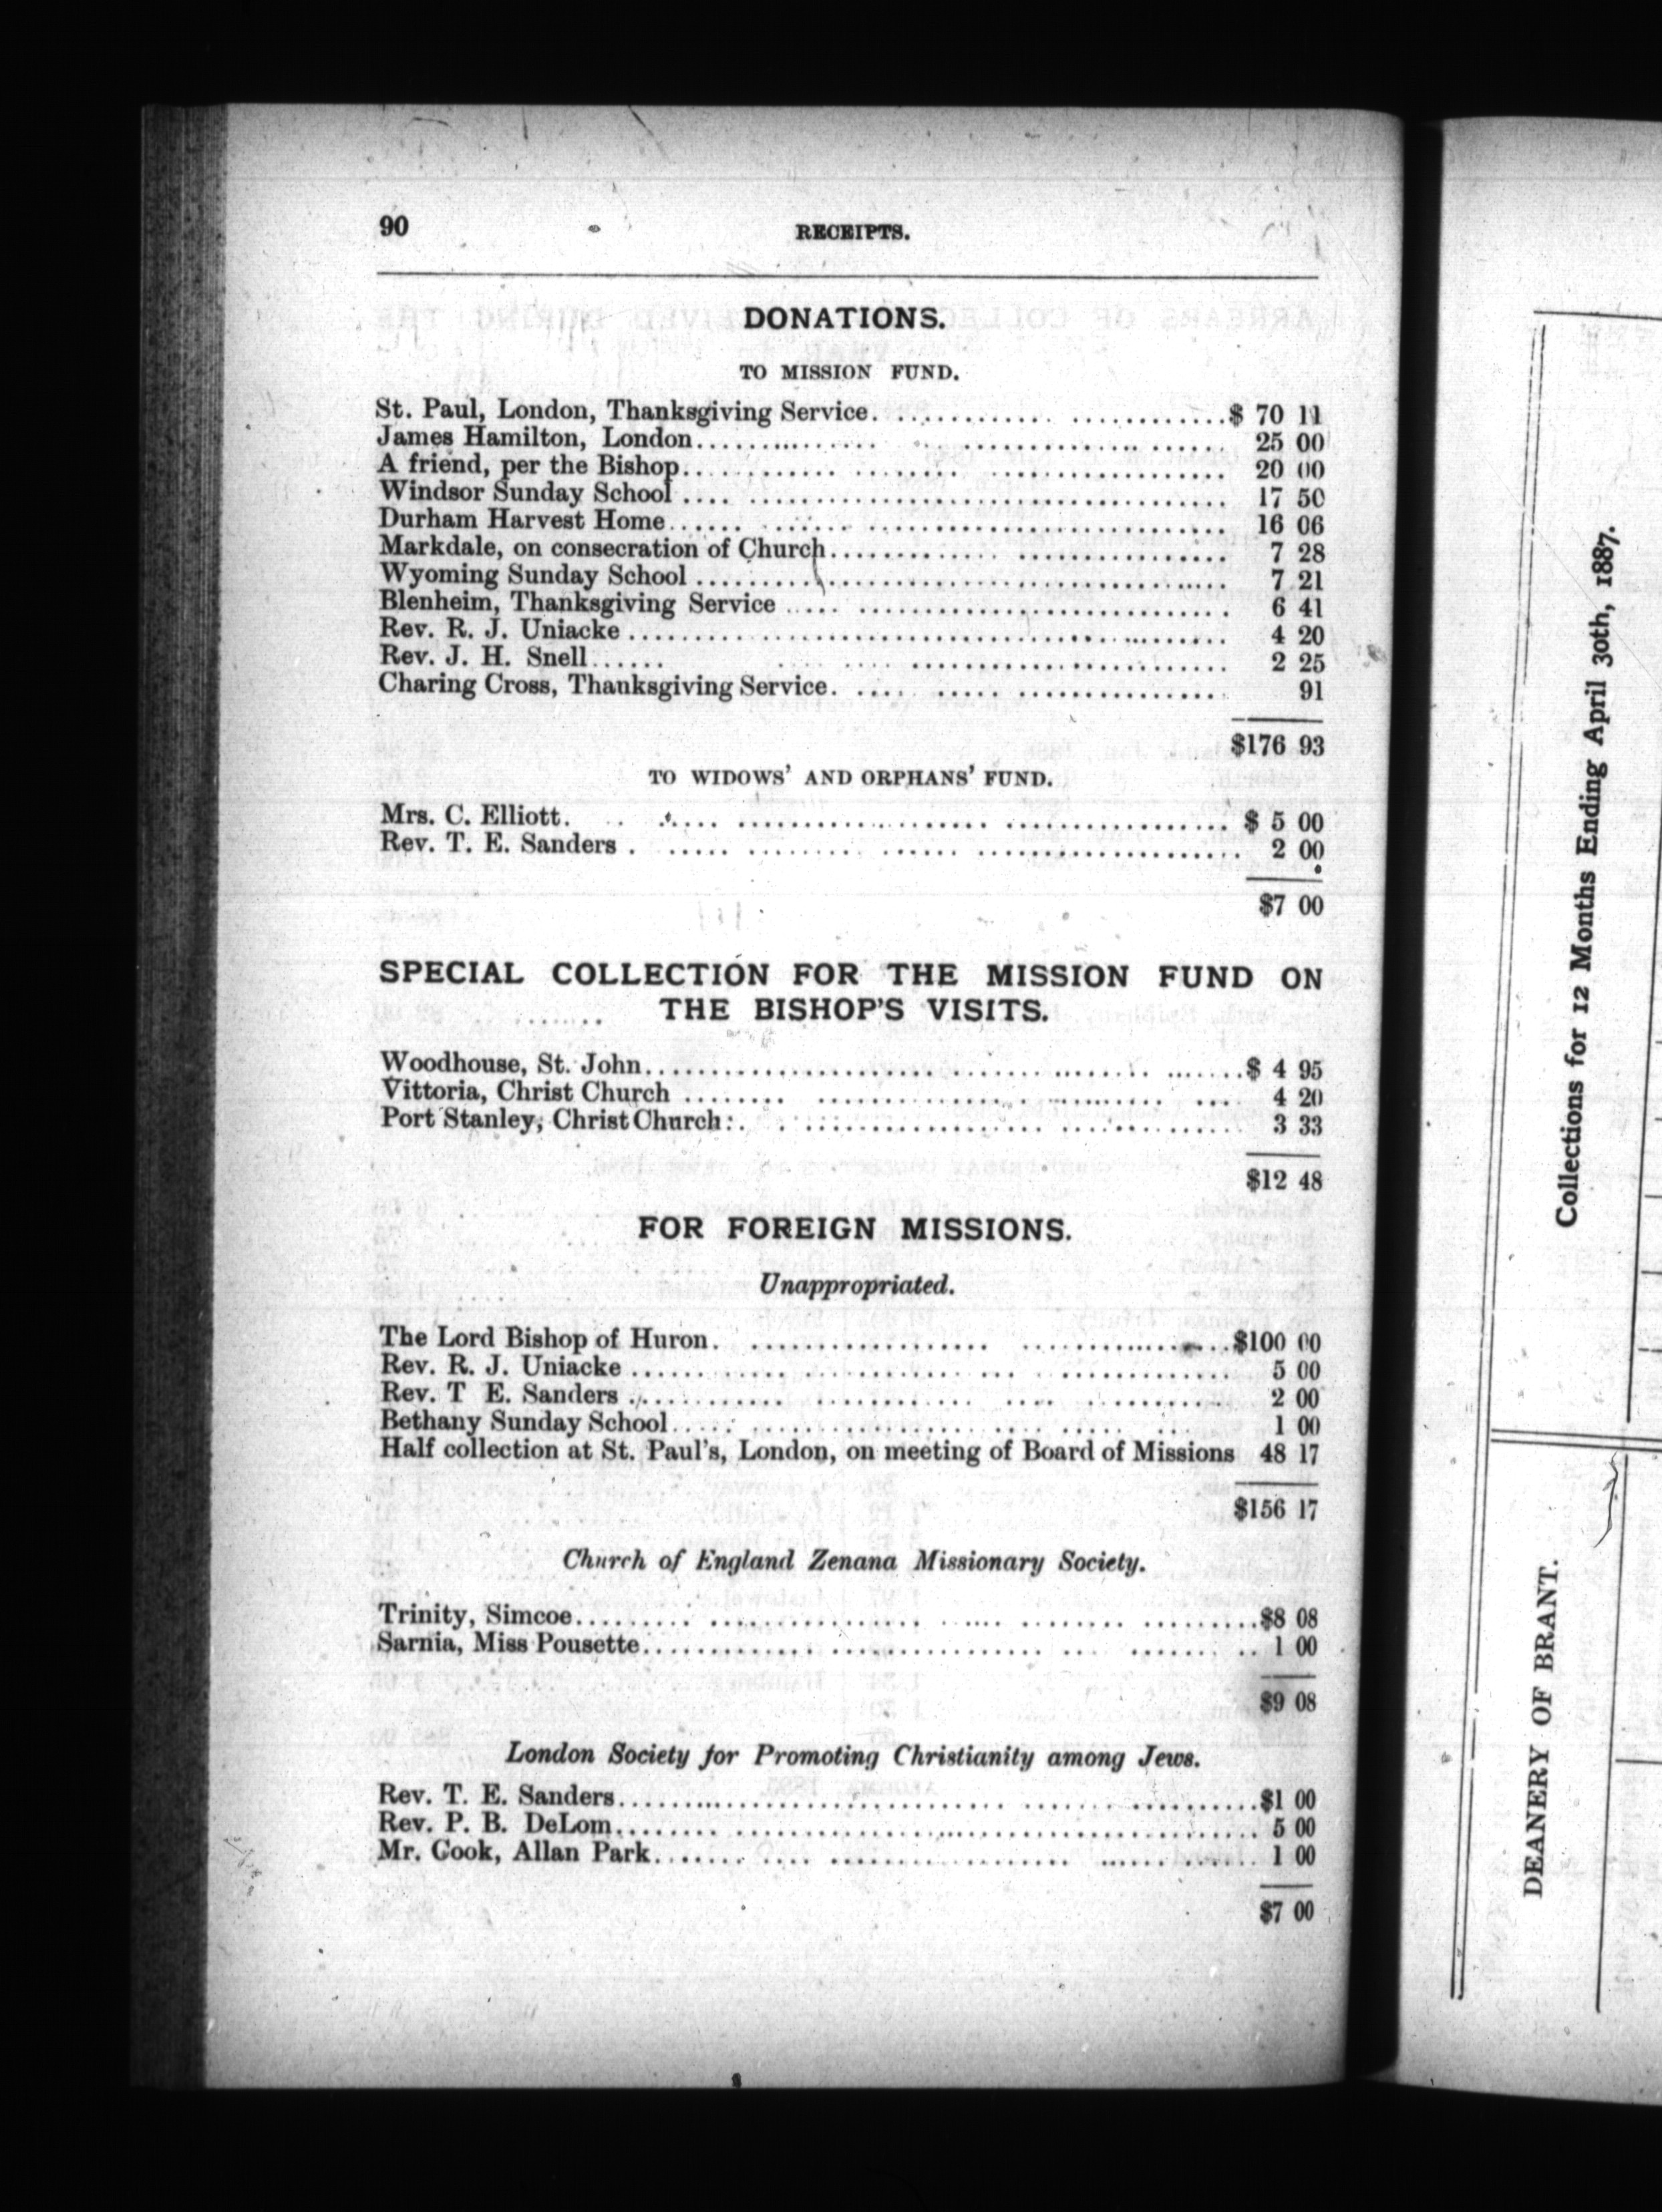 90 RECEIPTS.
DONATIONS.
TO MISSION FUND.
St. Paul, London, Thanksgiving Service. $ 70 11
James Hamilton, London 25 00
A friend, per the Bishop 20 00
Windsor Sunday School 17 50
Durham Harvest Home 16 06
Markdale, on consecration of Church 7 28
Wyoming Sunday School 7 21
Blenheim, Thanksgiving Service 6 41
Rev. R. J. Uniacke 4 20
Rev. J. H. Snell 2 25
Charing Cross, Thanksgiving Service. 91
$176 93
TO WIDOWS' AND ORPHANS' FUND.
Mrs. C. Elliott. $ 5 00
Rev. T. E. Sanders 2 00
$7 00
SPECIAL COLLECTION FOR THE MISSION FUND ON
THE BISHOP'S VISITS.
Woodhouse, St. John $ 4 95
Vittoria, Christ Church 4 20
Port Stanley, Christ Church 3 33
$12 48
FOR FOREIGN MISSIONS.
Unappropriated.
The Lord Bishop of Huron. $100 00
Rev. R. J. Uniacke 5 00
Rev. T E. Sanders 2 00
Bethany Sunday School 1 00
Half collection at St. Paul's, London, on meeting of Board of Missions 48 17
$156 17
Church of England Zenana Missionary Society.
Trinity, Simcoe $8 08
Sarnia, Miss Pousette 1 00
$9 08
London Society for Promoting Christianity among Jews.
Rev. T. E. Sanders $1 00
Rev. P. B. DeLom 5 00
Mr. Cook, Allan Park 1 00
$7 00
Collections for 12 Months Ending April 30th, 1887.
DEANERY OF BRANT.